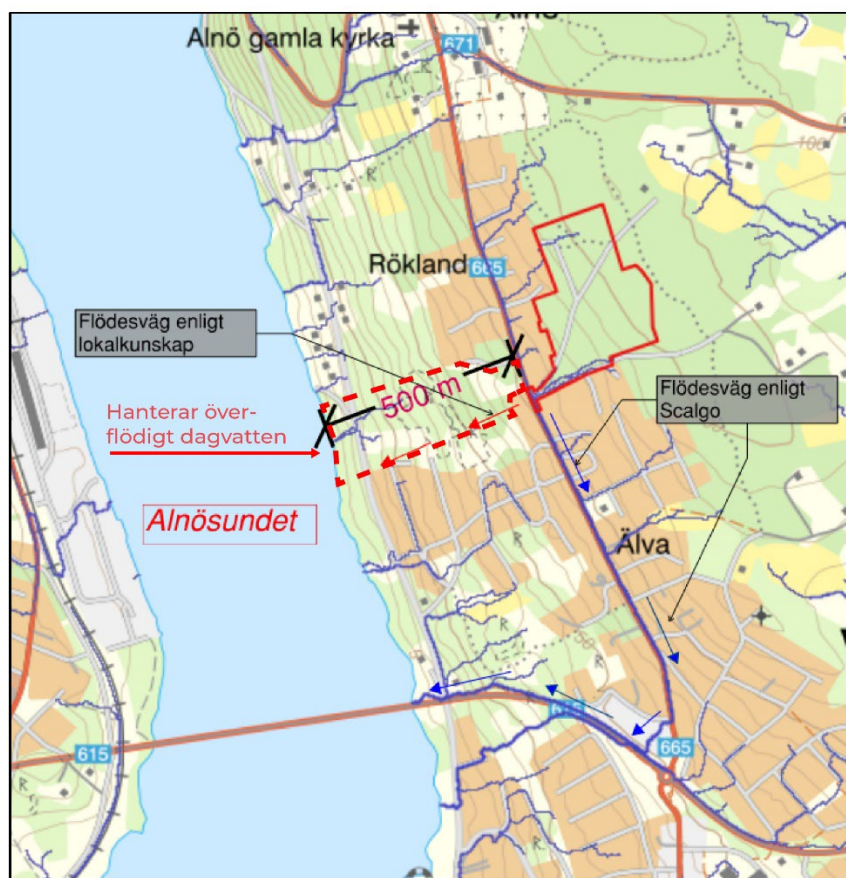 Alnö gamla kyrka
671
100
Rökland
665
Flödesväg enligt
lokalkunskap
500 m
Flödesväg enligt
Scalgo
Hanterar över-
flödigt dagvatten
Alnösundet
Älva
50
615
665
R
R
R
R
R
R